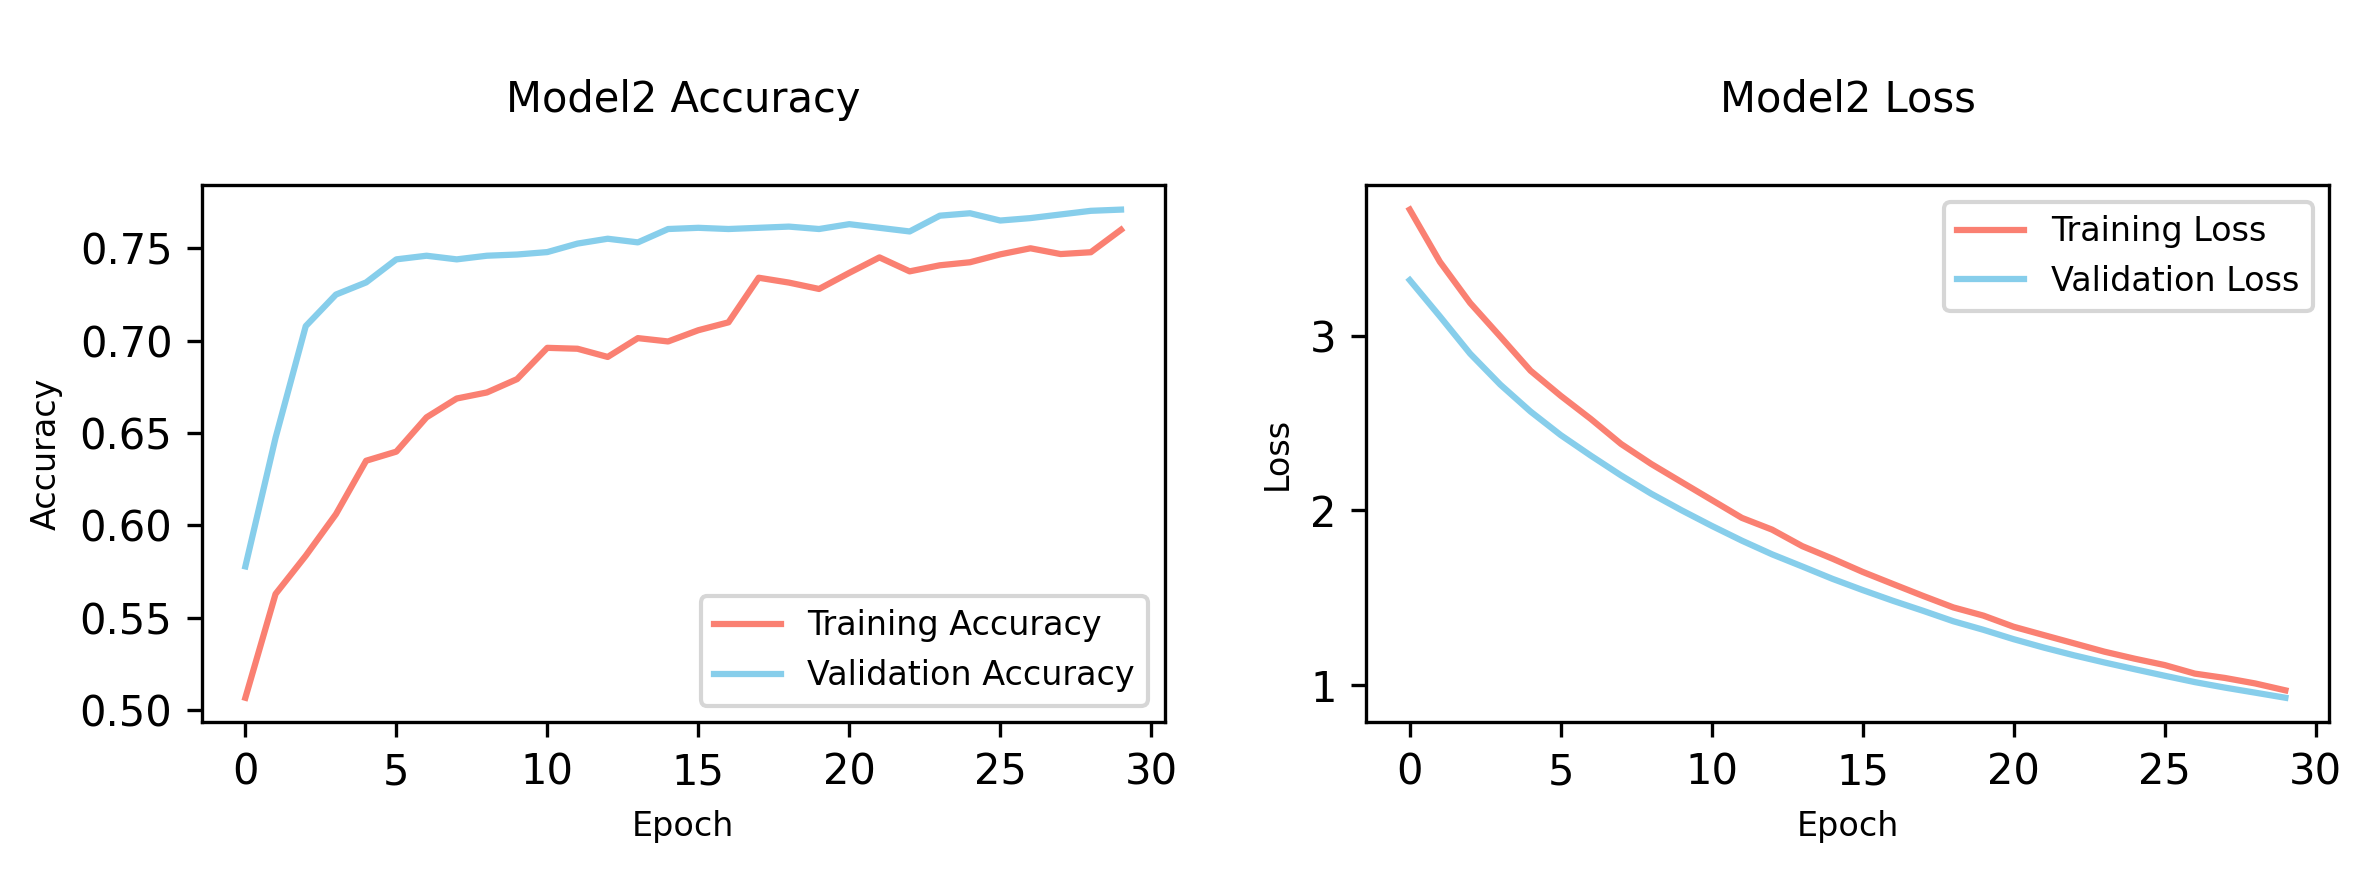 Model2 Accuracy
Accuracy
0.75
0.70
0.65
0.60
0.55
0.50
0 5 10 15 20 25 30
Epoch
Training Accuracy
Validation Accuracy
Model2 Loss
Loss
3
2
1
0 5 10 15 20 25 30
Epoch
Training Loss
Validation Loss